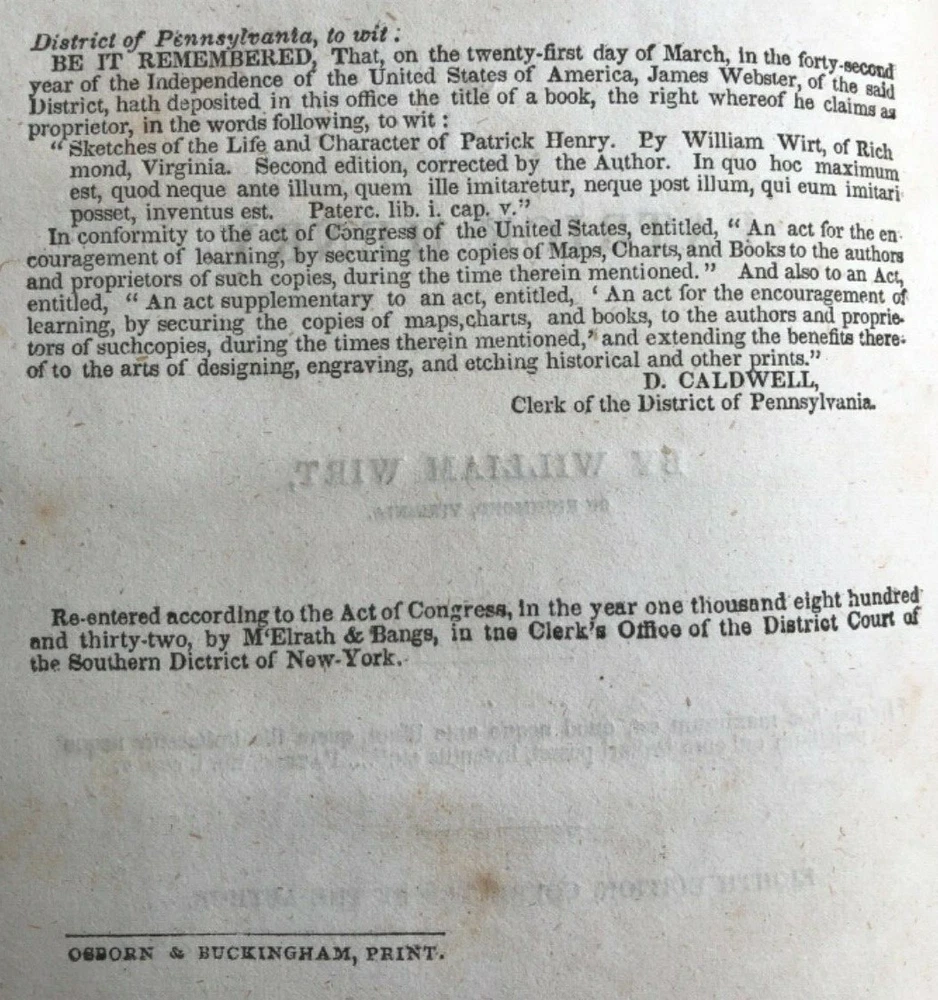 District of Pennsylvania, to wit:
BE IT REMEMBERED, That, on the twenty-first day of March, in the forty-second
year of the Independence of the United States of America, James Webster, of the said
District, hath deposited in this office the title of a book, the right whereof he claims as
proprietor, in the words following, to wit:
"Sketches of the Life and Character of Patrick Henry. Py William Wirt, of Rich
mond, Virginia. Second edition, corrected by the Author. In quo hoc maximum
est, quod neque ante illum, quem ille imitaretur, neque post illum, qui eum imitari
posset, inventus est. Paterc. lib. i. cap. v."
In conformity to the act of Congress of the United States, entitled, "An act for the en-
couragement of learning, by securing the copies of Maps, Charts, and Books to the authors
and proprietors of such copies, during the time therein mentioned." And also to an Act,
entitled, "An act supplementary to an act, entitled, 'An act for the encouragement of
learning, by securing the copies of maps,charts, and books, to the authors and proprie-
tors of suchcopies, during the times therein mentioned,' and extending the benefits there-
of to the arts of designing, engraving, and etching historical and other prints."
D. CALDWELL,
Clerk of the District of Pennsylvania.
BY WILLIAM WIRT,
OF RICHMOND, VIRGINIA.
Re-entered according to the Act of Congress, in the year one thousand eight hundred
and thirty-two, by M'Elrath & Bangs, in tne Clerk's Office of the District Court of
the Southern Dictrict of New-York.
OSBORN & BUCKINGHAM, PRINT.